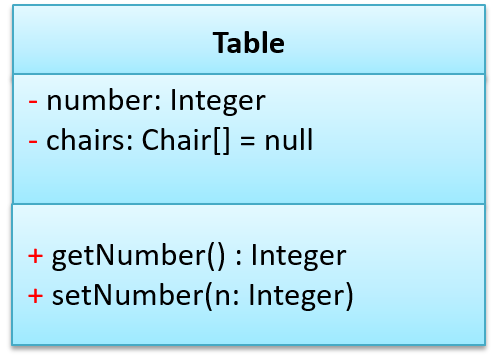 Table
- number: Integer
- chairs: Chair[] = null
+ getNumber() : Integer
+ setNumber(n: Integer)